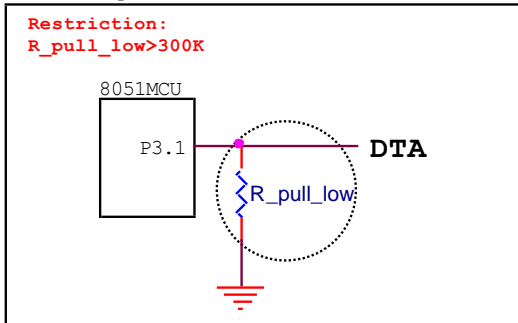 Restriction:
R_pull_low>300K
8051MCU
P3.1
DTA
R_pull_low